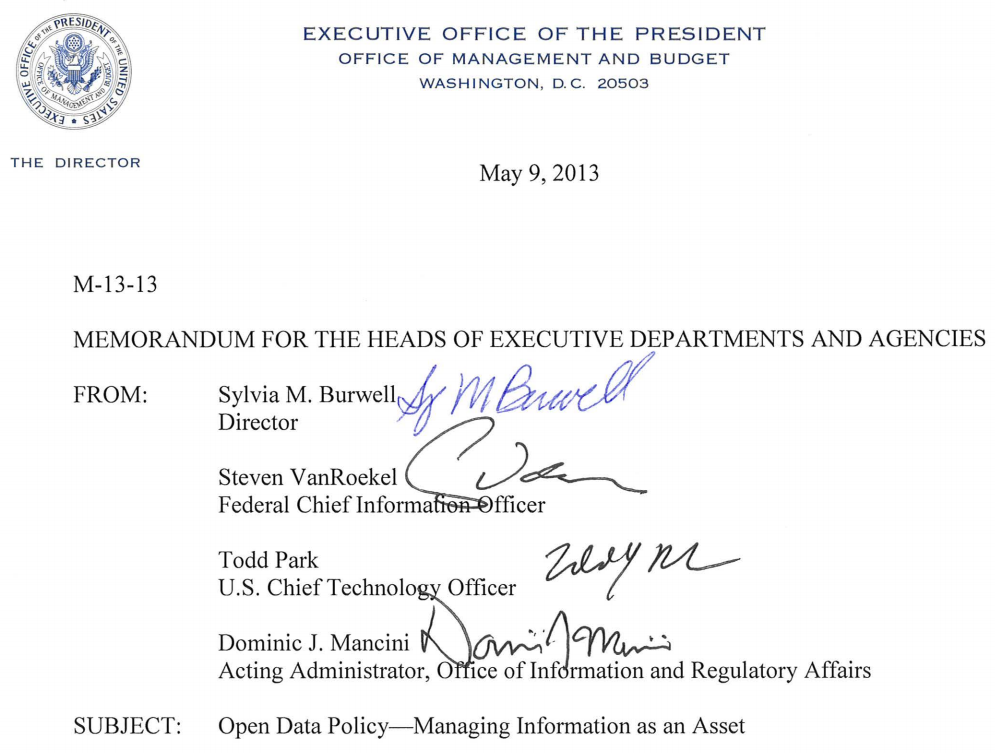 EXECUTIVE OFFICE OF THE PRESIDENT OF THE UNITED STATES
OFFICE OF MANAGEMENT AND BUDGET
EXECUTIVE OFFICE OF THE PRESIDENT
OFFICE OF MANAGEMENT AND BUDGET
WASHINGTON, D.C. 20503
THE DIRECTOR
May 9, 2013
M-13-13
MEMORANDUM FOR THE HEADS OF EXECUTIVE DEPARTMENTS AND AGENCIES
FROM: Sylvia M. Burwell Sy M Burwell
Director
Steven VanRoekel
Federal Chief Information Officer
Todd Park
U.S. Chief Technology Officer
Dominic J. Mancini
Acting Administrator, Office of Information and Regulatory Affairs
SUBJECT: Open Data Policy—Managing Information as an Asset